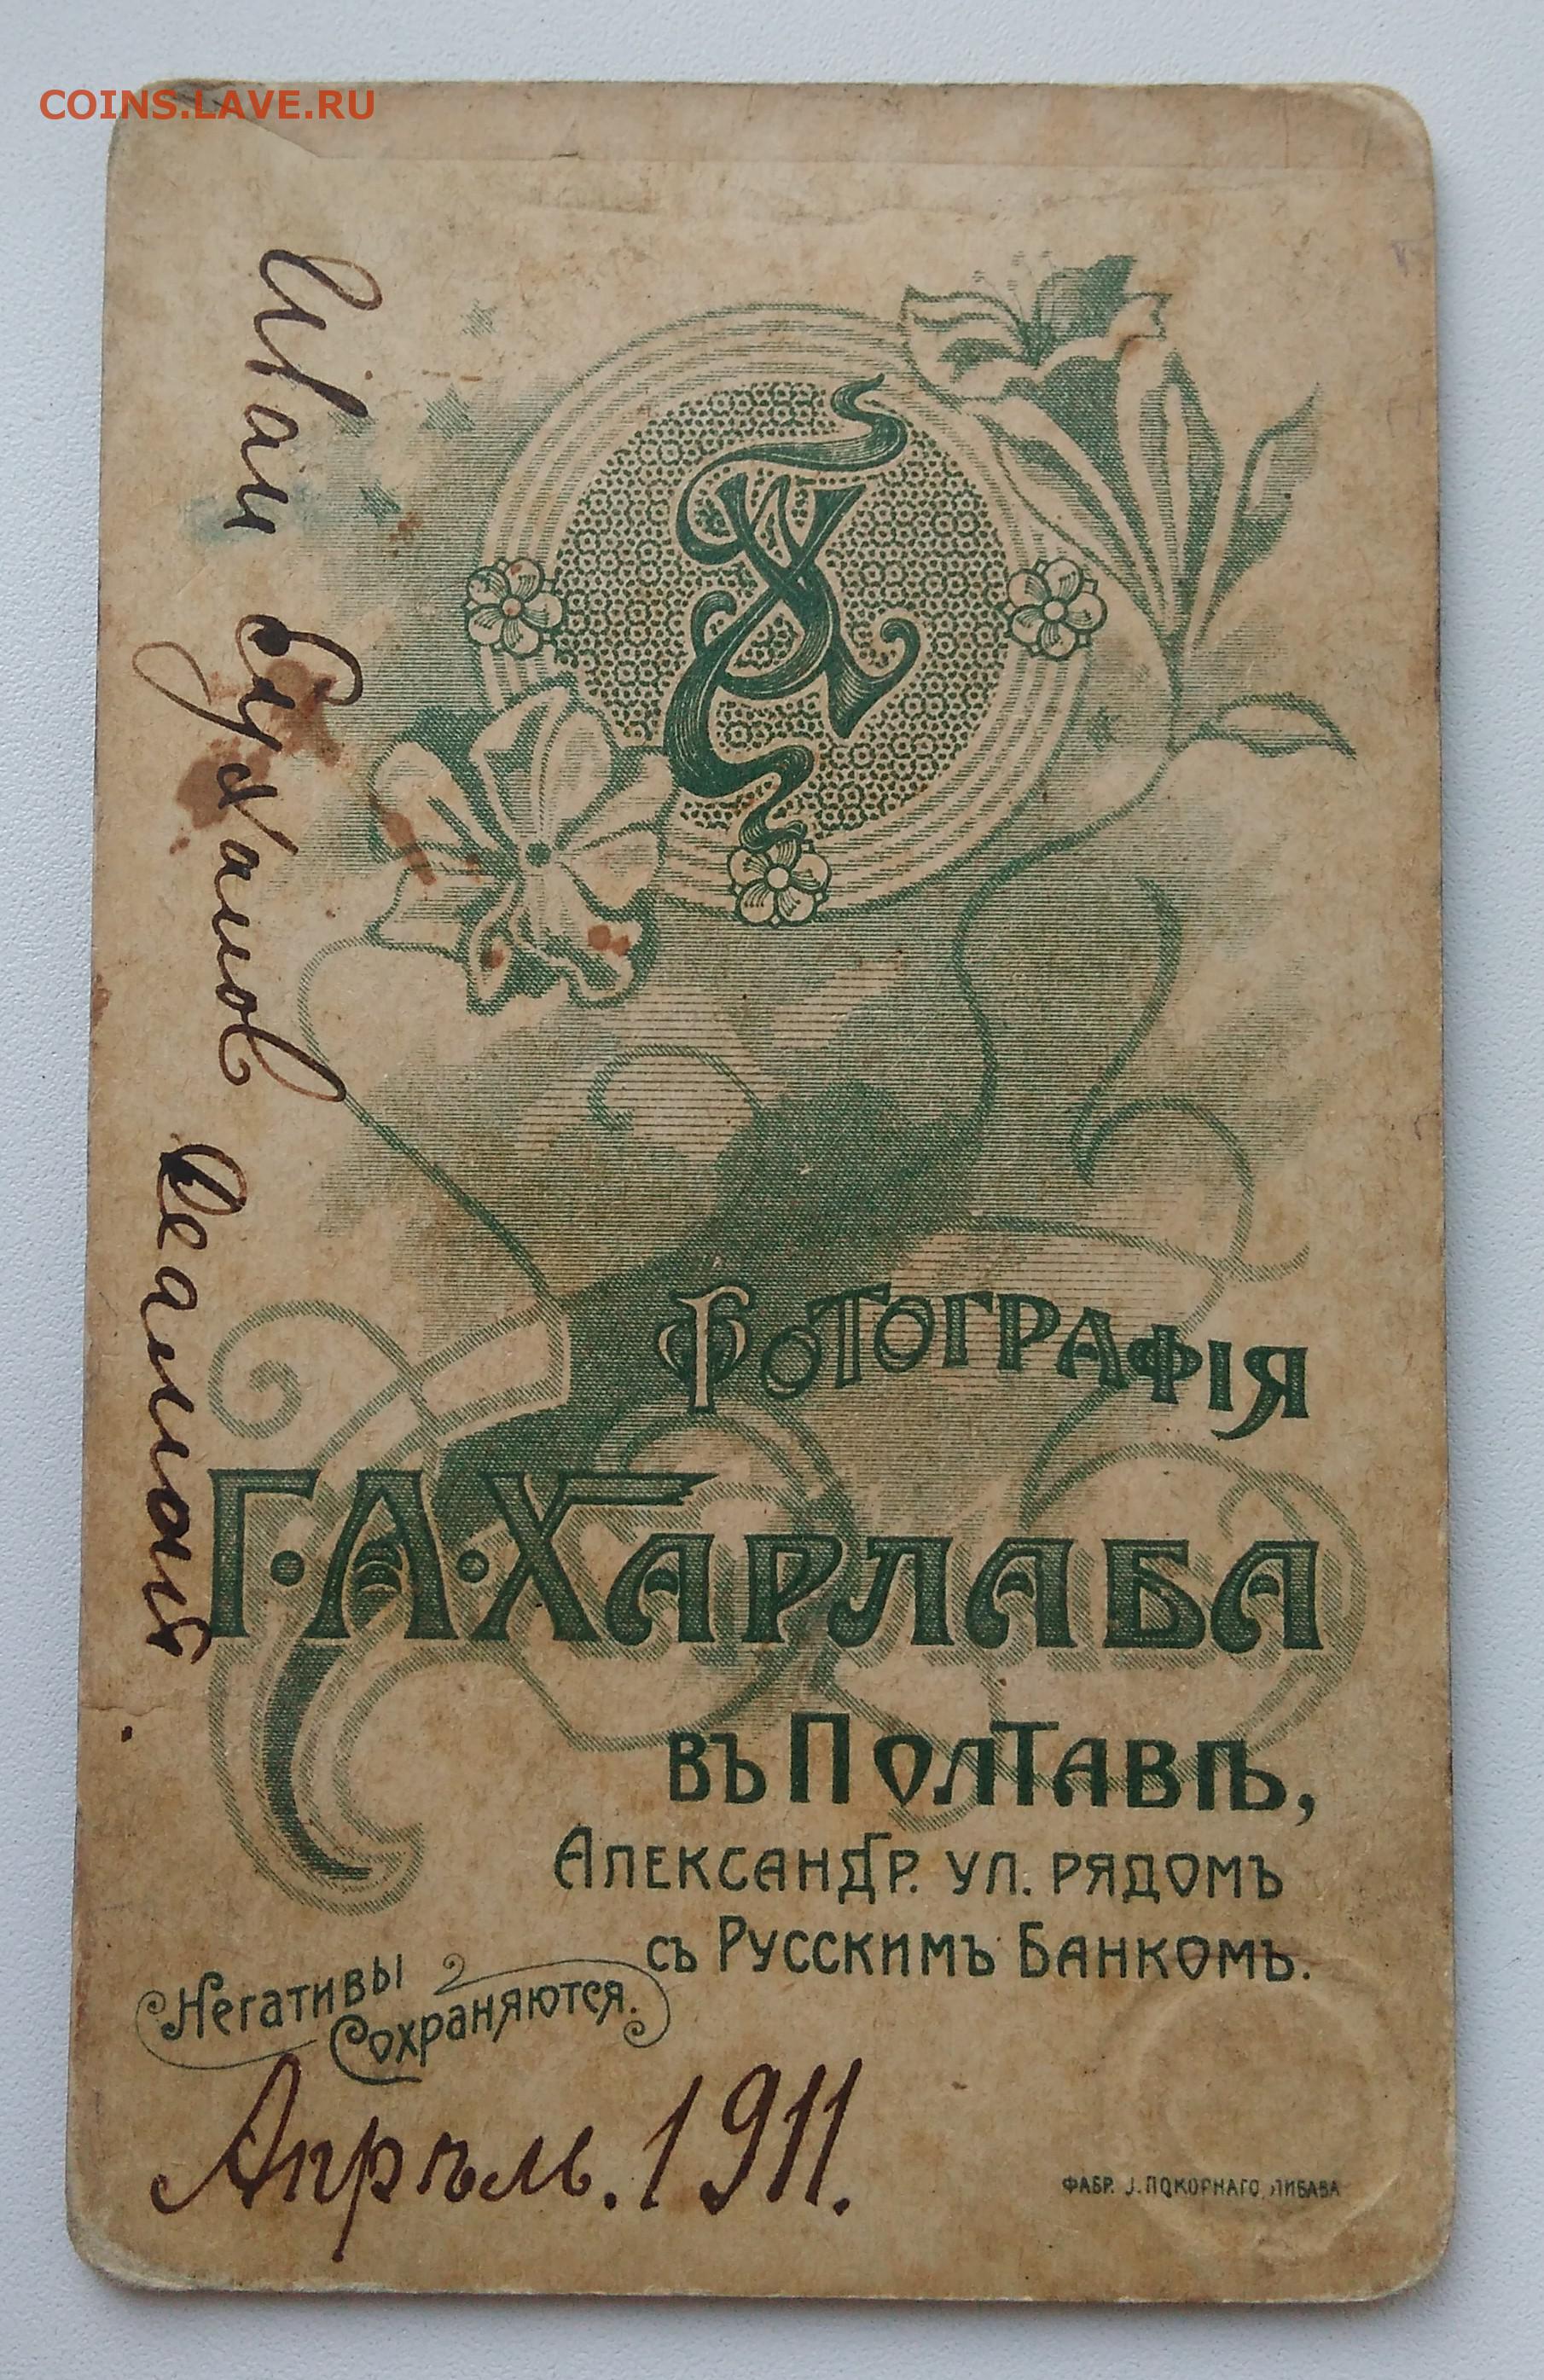 COINS.LAVE.RU
Иван
Фотографія
Г.А.Харлаба
въ Полтавѣ,
Александр. ул. рядомъ
съ Русскимъ Банкомъ.
Негативы
Сохраняются.
Апрѣль. 1911.
ФАБР. І. ПОКОРНАГО, ЛИБАВА